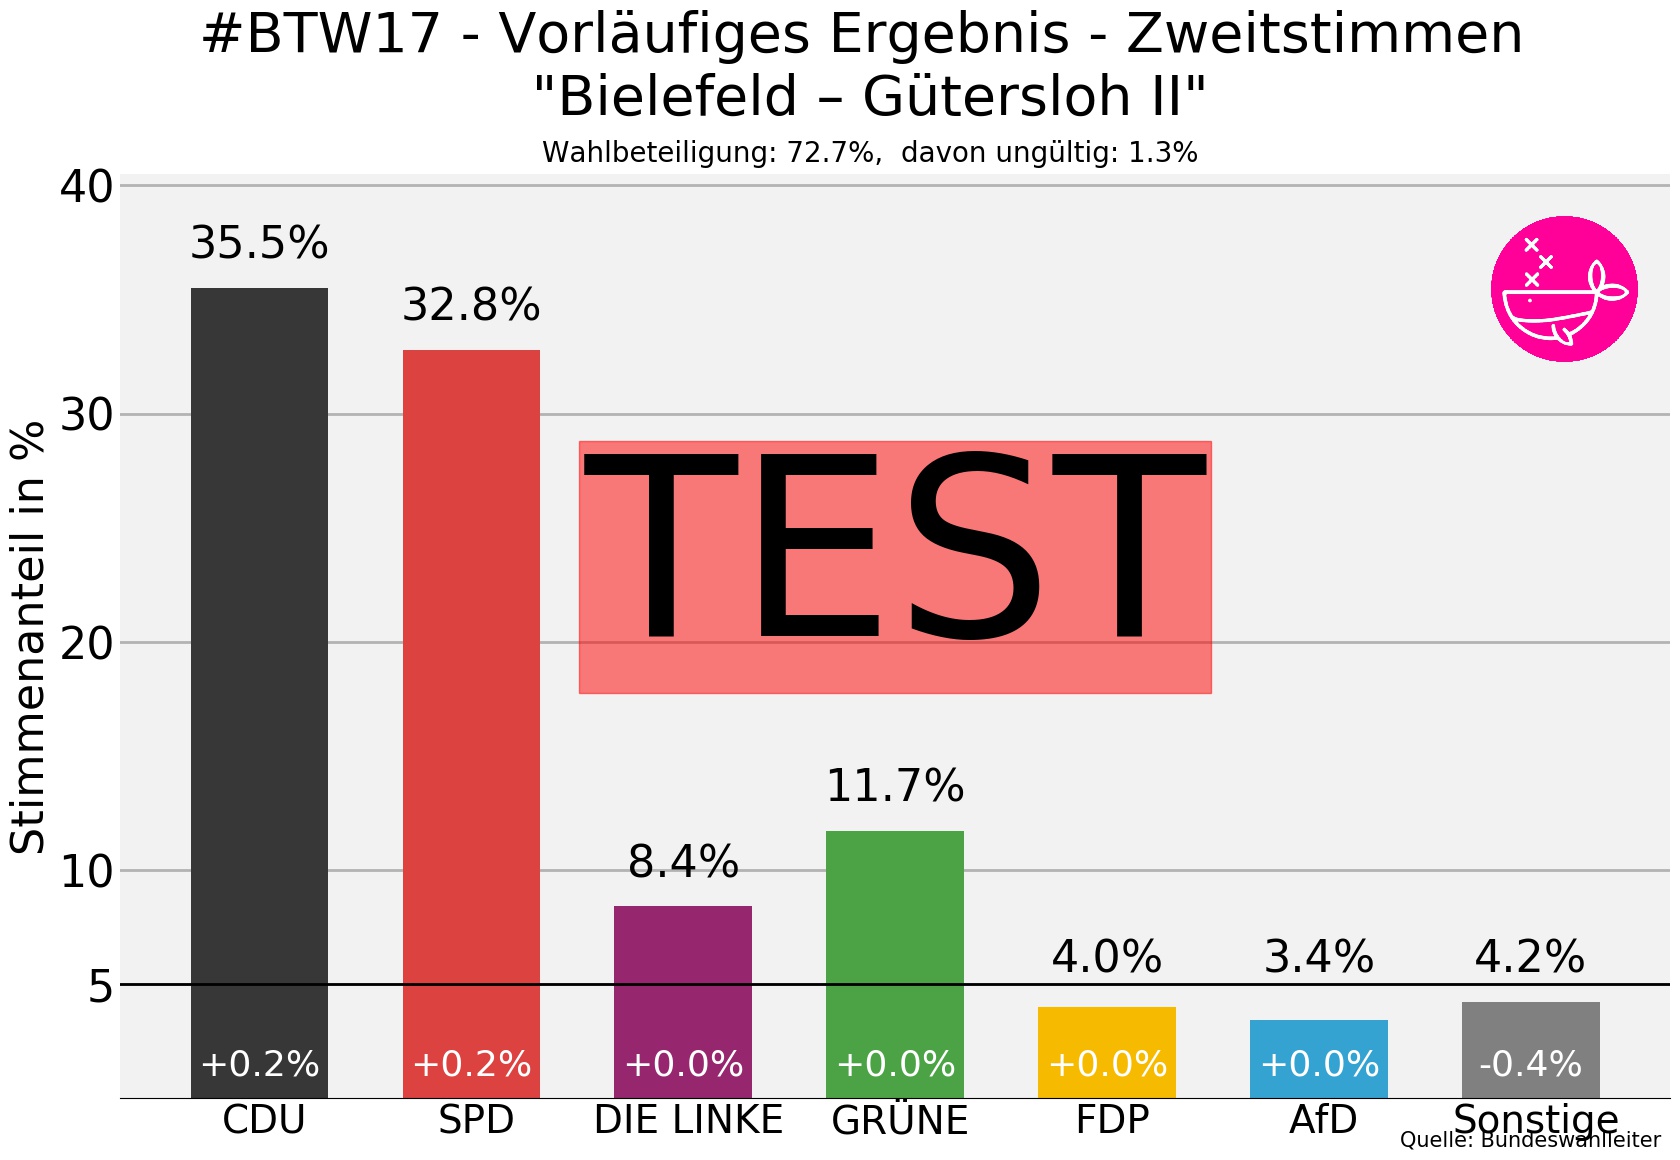 #BTW17 - Vorläufiges Ergebnis - Zweitstimmen
"Bielefeld – Gütersloh II"
Wahlbeteiligung: 72.7%,  davon ungültig: 1.3%
Stimmenanteil in %
40
30
20
10
5
35.5%
32.8%
8.4%
11.7%
4.0%
3.4%
4.2%
TEST
+0.2%
+0.2%
+0.0%
+0.0%
+0.0%
+0.0%
-0.4%
CDU
SPD
DIE LINKE
GRÜNE
FDP
AfD
Sonstige
Quelle: Bundeswahlleiter